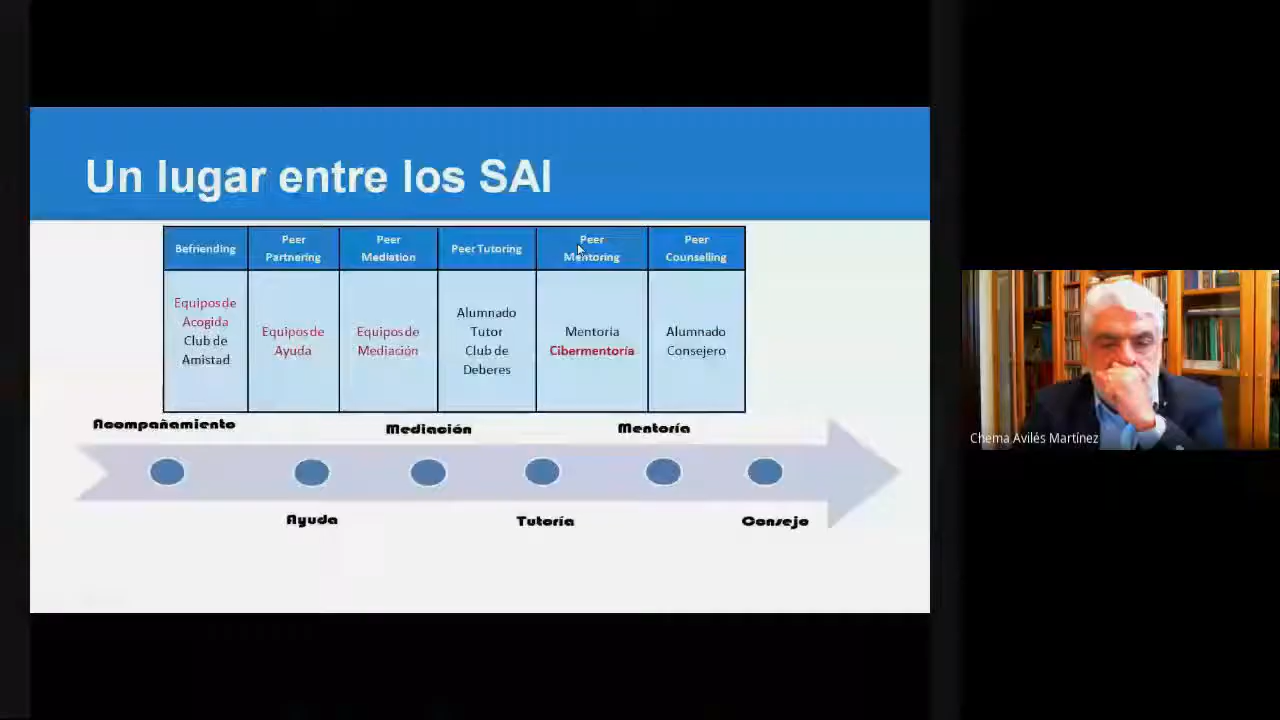 Un lugar entre los SAI
Befriending
Peer
Partnering
Peer
Mediation
Peer Tutoring
Peer
Mentoring
Peer
Counselling
Equipos de
Acogida
Club de
Amistad
Equipos de
Ayuda
Equipos de
Mediación
Alumnado
Tutor
Club de
Deberes
Mentoría
Cibermentoría
Alumnado
Consejero
Acompañamiento
Mediación
Mentoría
Ayuda
Tutoría
Consejo
Chema Avilés Martínez